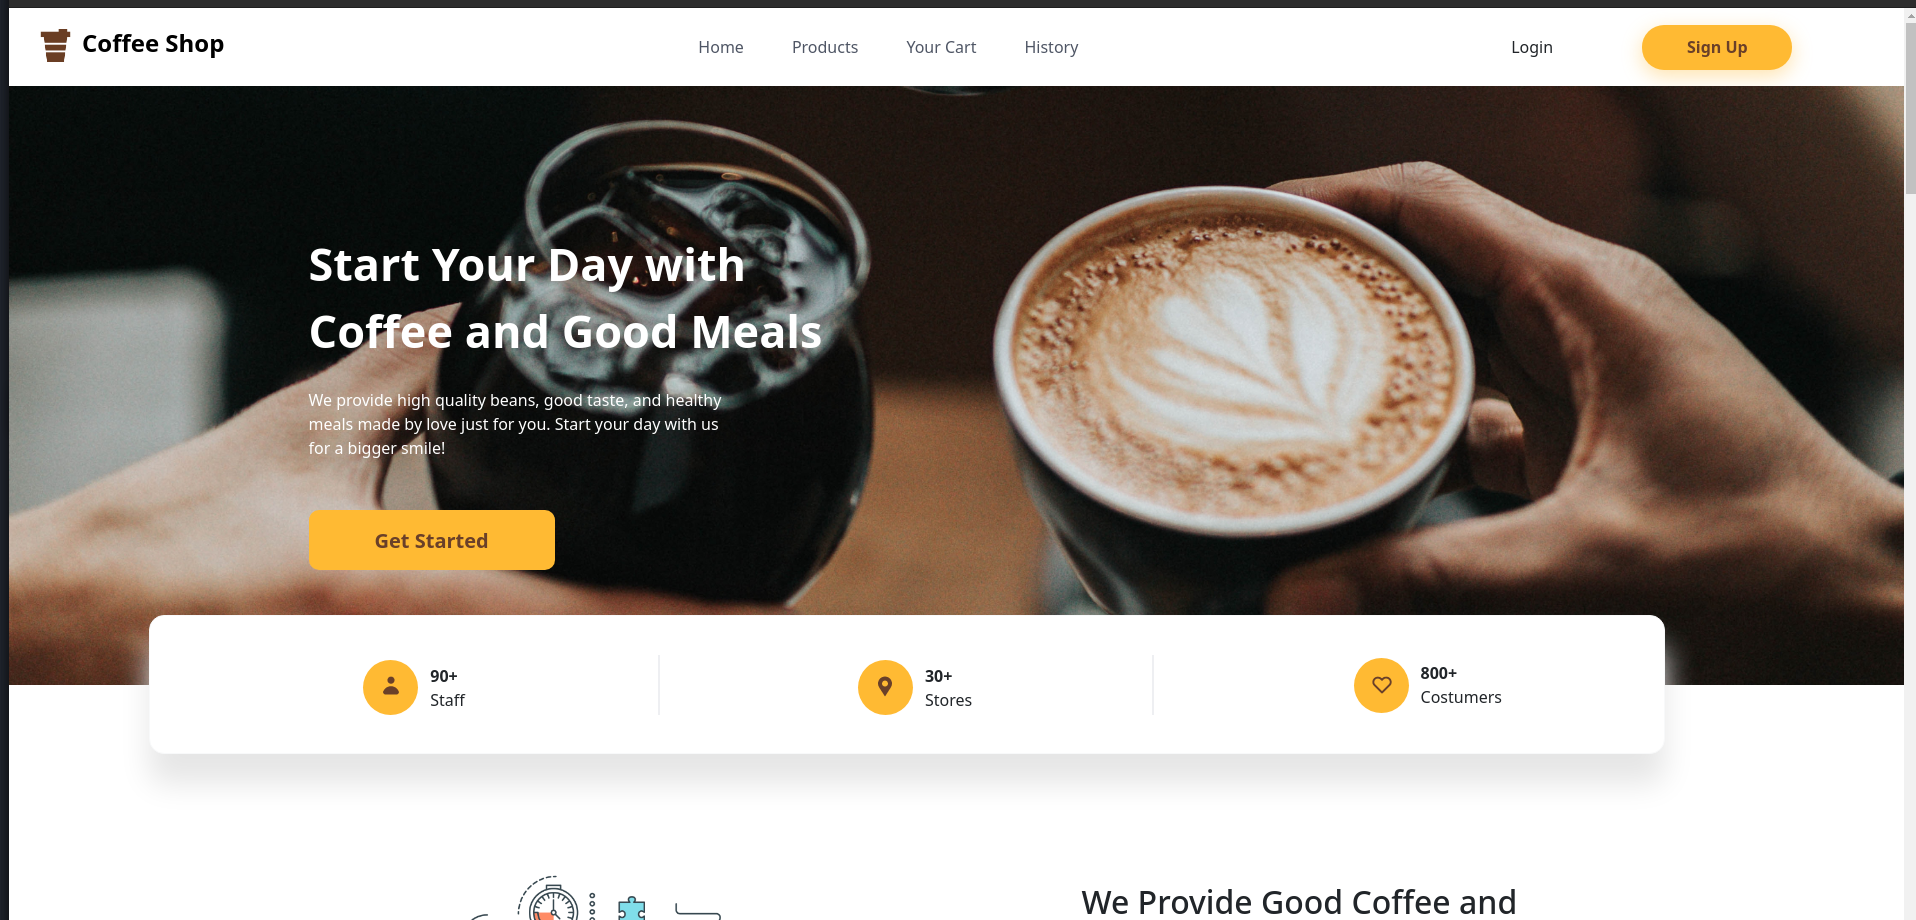 Coffee Shop
Home
Products
Your Cart
History
Login
Sign Up
Start Your Day with
Coffee and Good Meals
We provide high quality beans, good taste, and healthy
meals made by love just for you. Start your day with us
for a bigger smile!
Get Started
90+
Staff
30+
Stores
800+
Costumers
We Provide Good Coffee and